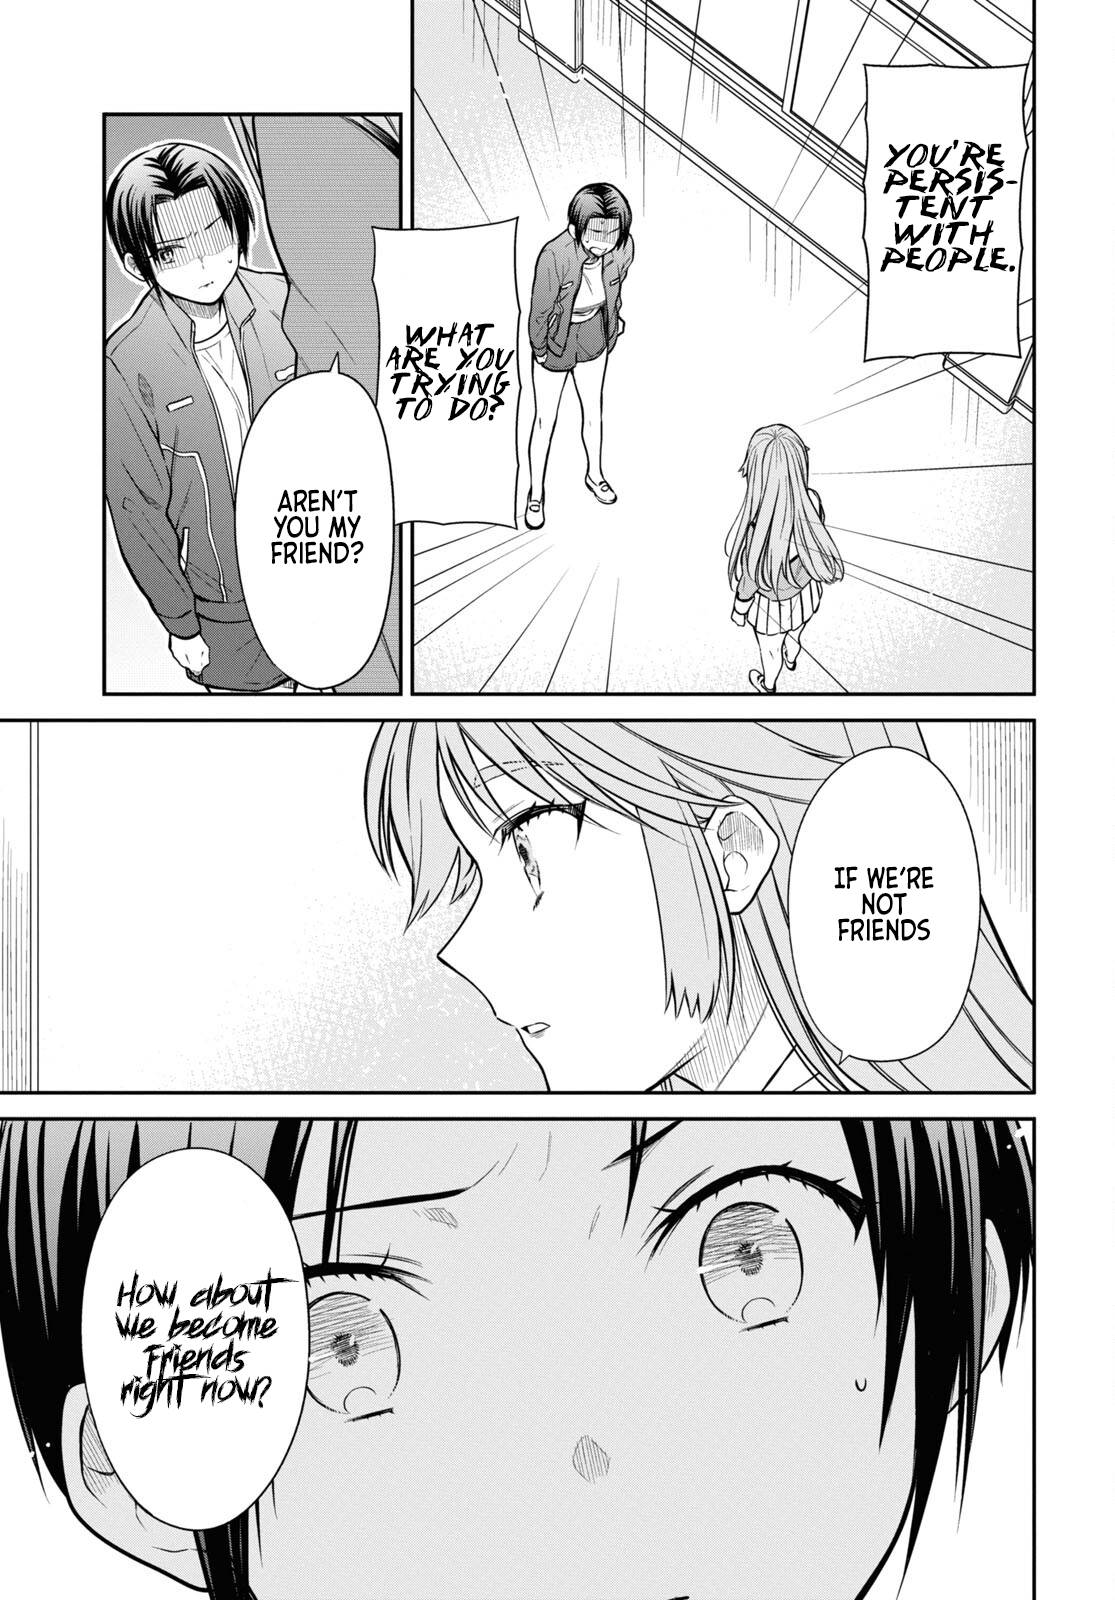 YOU'RE
PERSIS-
TENT
WITH
PEOPLE.
WHAT
ARE YOU
TRYING
TO DO?
AREN'T
YOU MY
FRIEND?
IF WE'RE
NOT
FRIENDS
How about
we become
friends
right now?